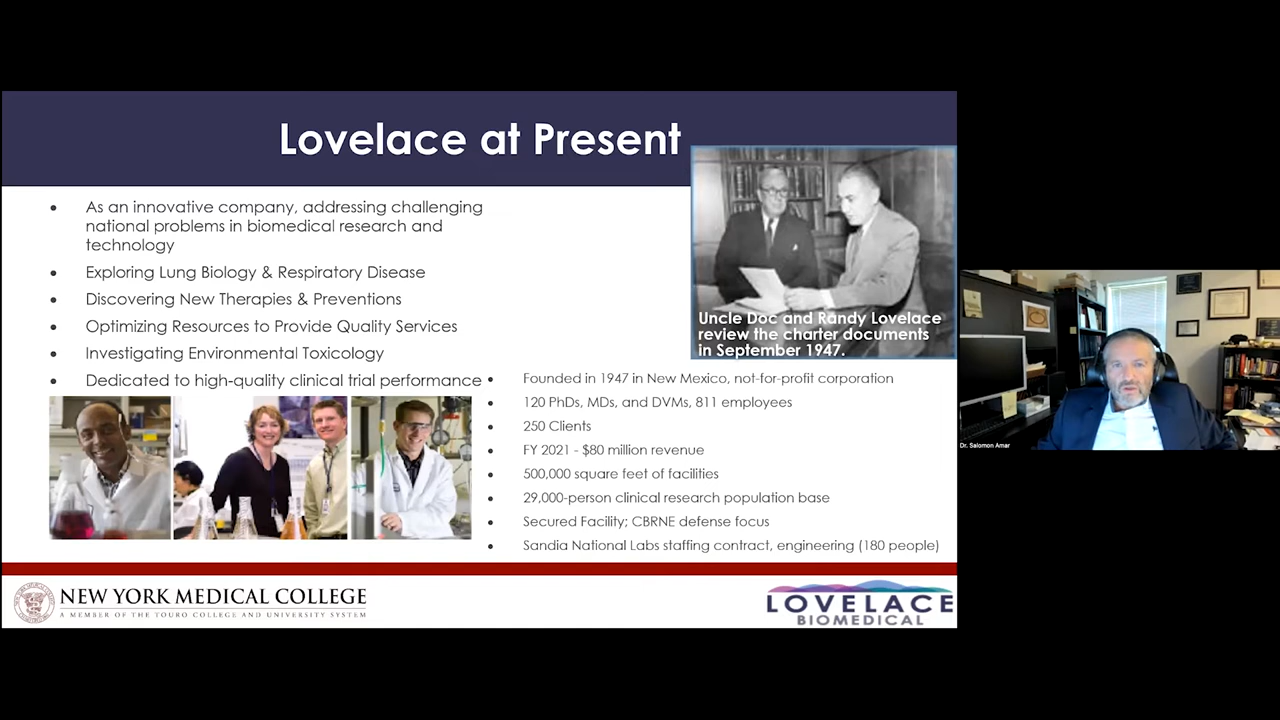 Lovelace at Present
As an innovative company, addressing challenging
national problems in biomedical research and
technology
Exploring Lung Biology & Respiratory Disease
Discovering New Therapies & Preventions
Optimizing Resources to Provide Quality Services
Investigating Environmental Toxicology
Dedicated to high-quality clinical trial performance
Uncle Doc and Randy Lovelace
review the charter documents
in September 1947.
Founded in 1947 in New Mexico, not-for-profit corporation
120 PhDs, MDs, and DVMs, 811 employees
250 Clients
FY 2021 - $80 million revenue
500,000 square feet of facilities
29,000-person clinical research population base
Secured Facility; CBRNE defense focus
Sandia National Labs staffing contract, engineering (180 people)
NEW YORK MEDICAL COLLEGE
A MEMBER OF THE TOURO COLLEGE AND UNIVERSITY SYSTEM
LOVELACE
BIOMEDICAL
Dr. Salomon Amar